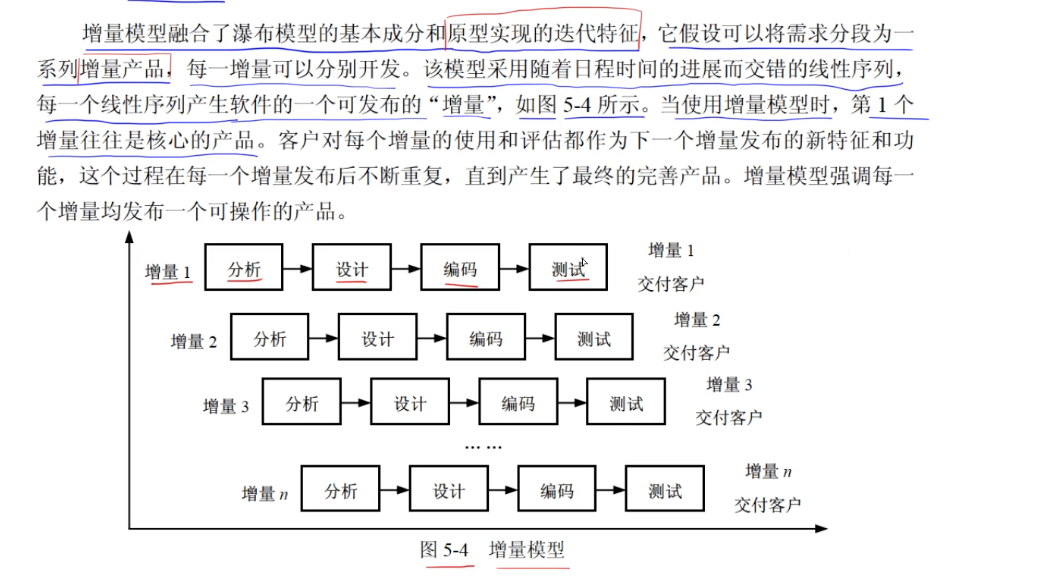 增量模型融合了瀑布模型的基本成分和原型实现的迭代特征，它假设可以将需求分段为一
系列增量产品，每一增量可以分别开发。该模型采用随着日程时间的进展而交错的线性序列，
每一个线性序列产生软件的一个可发布的“增量”，如图 5-4 所示。当使用增量模型时，第 1 个
增量往往是核心的产品。客户对每个增量的使用和评估都作为下一个增量发布的新特征和功
能，这个过程在每一个增量发布后不断重复，直到产生了最终的完善产品。增量模型强调每一
个增量均发布一个可操作的产品。
增量 1 分析 设计 编码 测试 增量 1
交付客户
增量 2 分析 设计 编码 测试 增量 2
交付客户
增量 3 分析 设计 编码 测试 增量 3
交付客户
… …
增量 n 分析 设计 编码 测试 增量 n
交付客户
图 5-4 增量模型